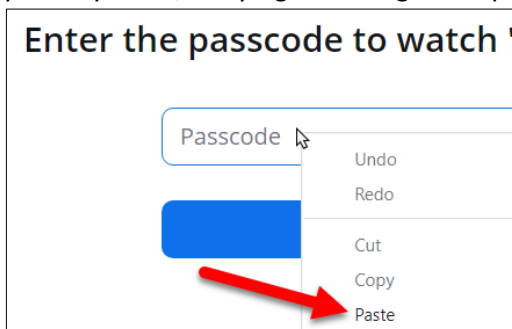 Enter the passcode to watch '
Passcode
Undo
Redo
Cut
Copy
Paste